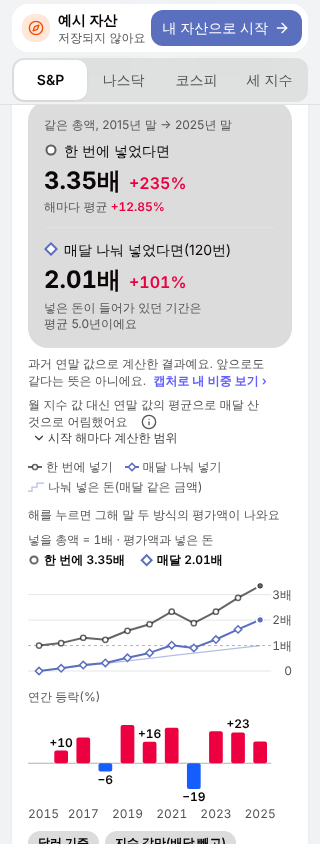 예시 자산
저장되지 않아요
내 자산으로 시작 →
S&P 나스닥 코스피 세 지수
같은 총액, 2015년 말 → 2025년 말
한 번에 넣었다면
3.35배 +235%
해마다 평균 +12.85%
매달 나눠 넣었다면(120번)
2.01배 +101%
넣은 돈이 들어가 있던 기간은
평균 5.0년이에요
과거 연말 값으로 계산한 결과예요. 앞으로도
같다는 뜻은 아니에요. 캡처로 내 비중 보기 ›
월 지수 값 대신 연말 값의 평균으로 매달 산
것으로 어림했어요
시작 해마다 계산한 범위
한 번에 넣기 매달 나눠 넣기
나눠 넣은 돈(매달 같은 금액)
해를 누르면 그해 말 두 방식의 평가액이 나와요
넣을 총액 = 1배 · 평가액과 넣은 돈
한 번에 3.35배 매달 2.01배
3배
2배
1배
0
연간 등락(%)
+10 −6 +16 −19 +23
2015 2017 2019 2021 2023 2025